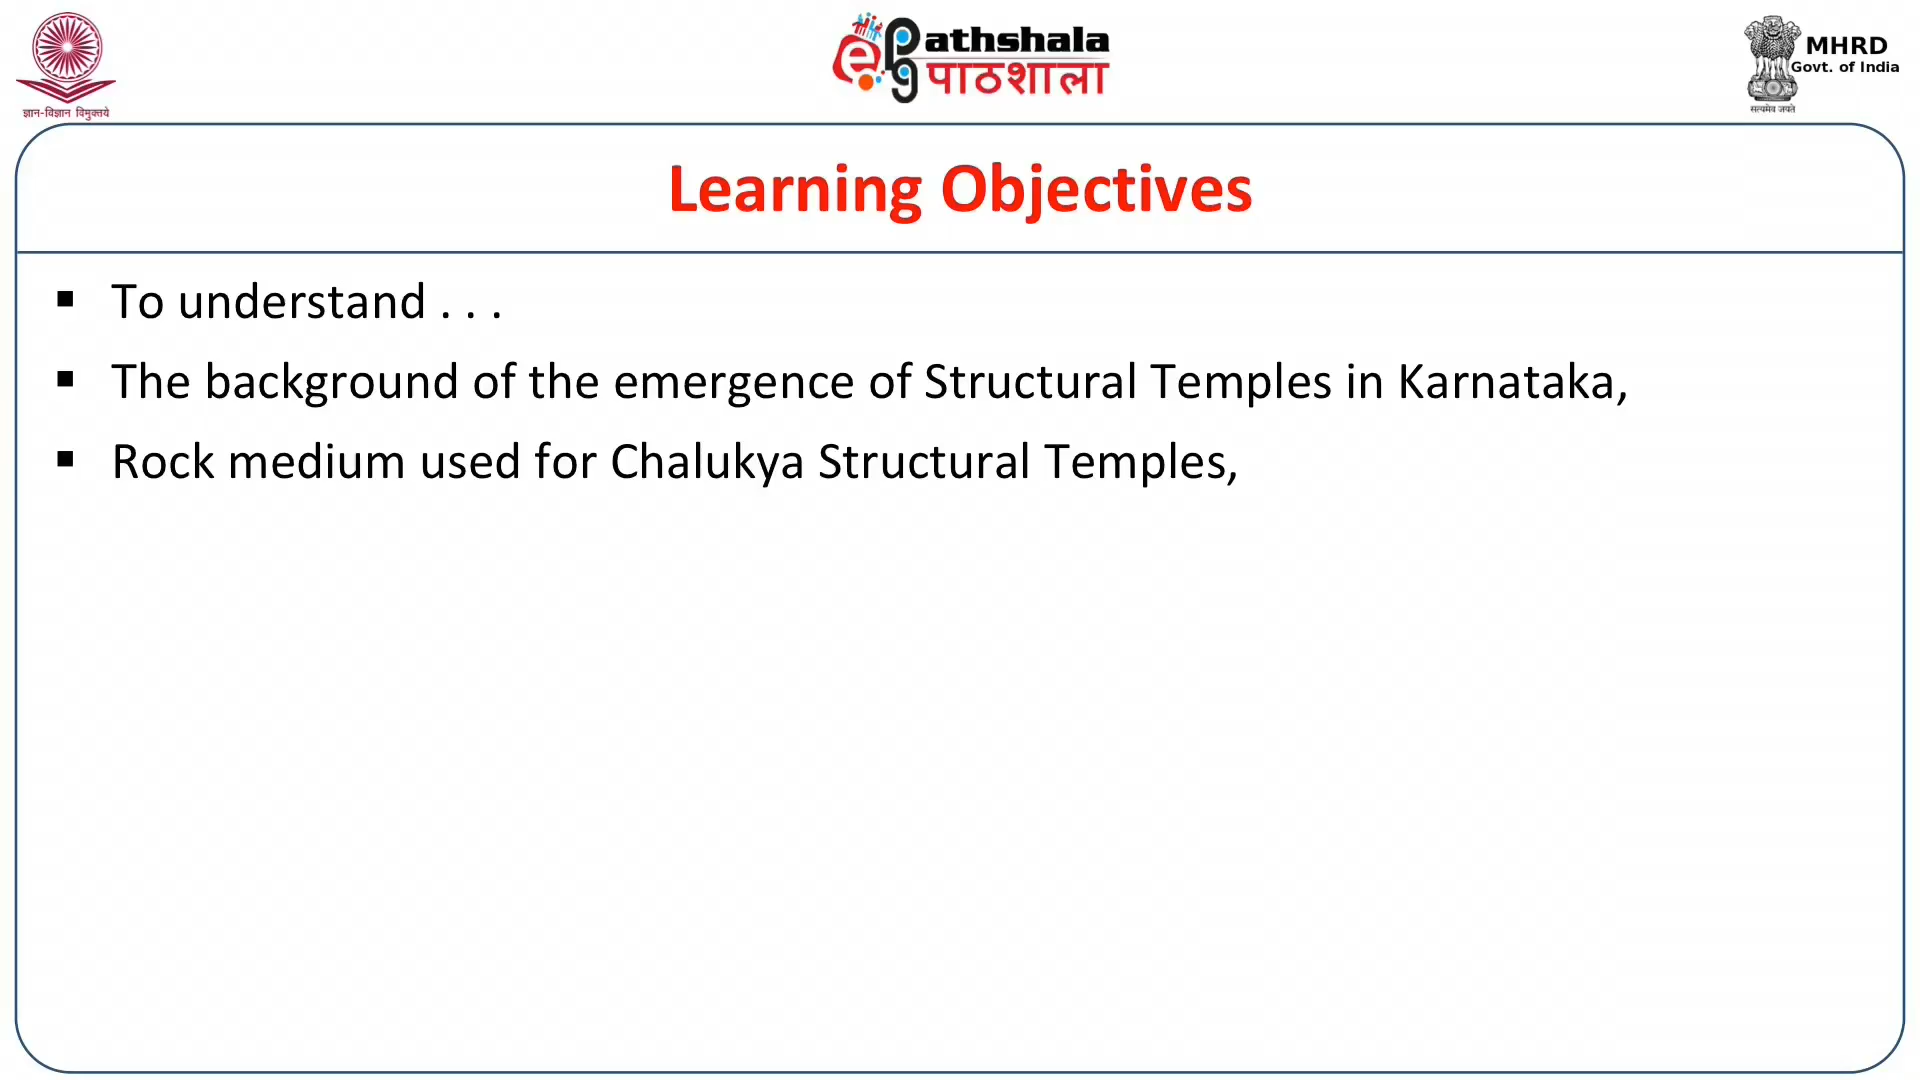 ज्ञान-विज्ञान विमुक्तये
ePathshala
पाठशाला
MHRD
Govt. of India
सत्यमेव जयते
Learning Objectives
▪ To understand . . .
▪ The background of the emergence of Structural Temples in Karnataka,
▪ Rock medium used for Chalukya Structural Temples,